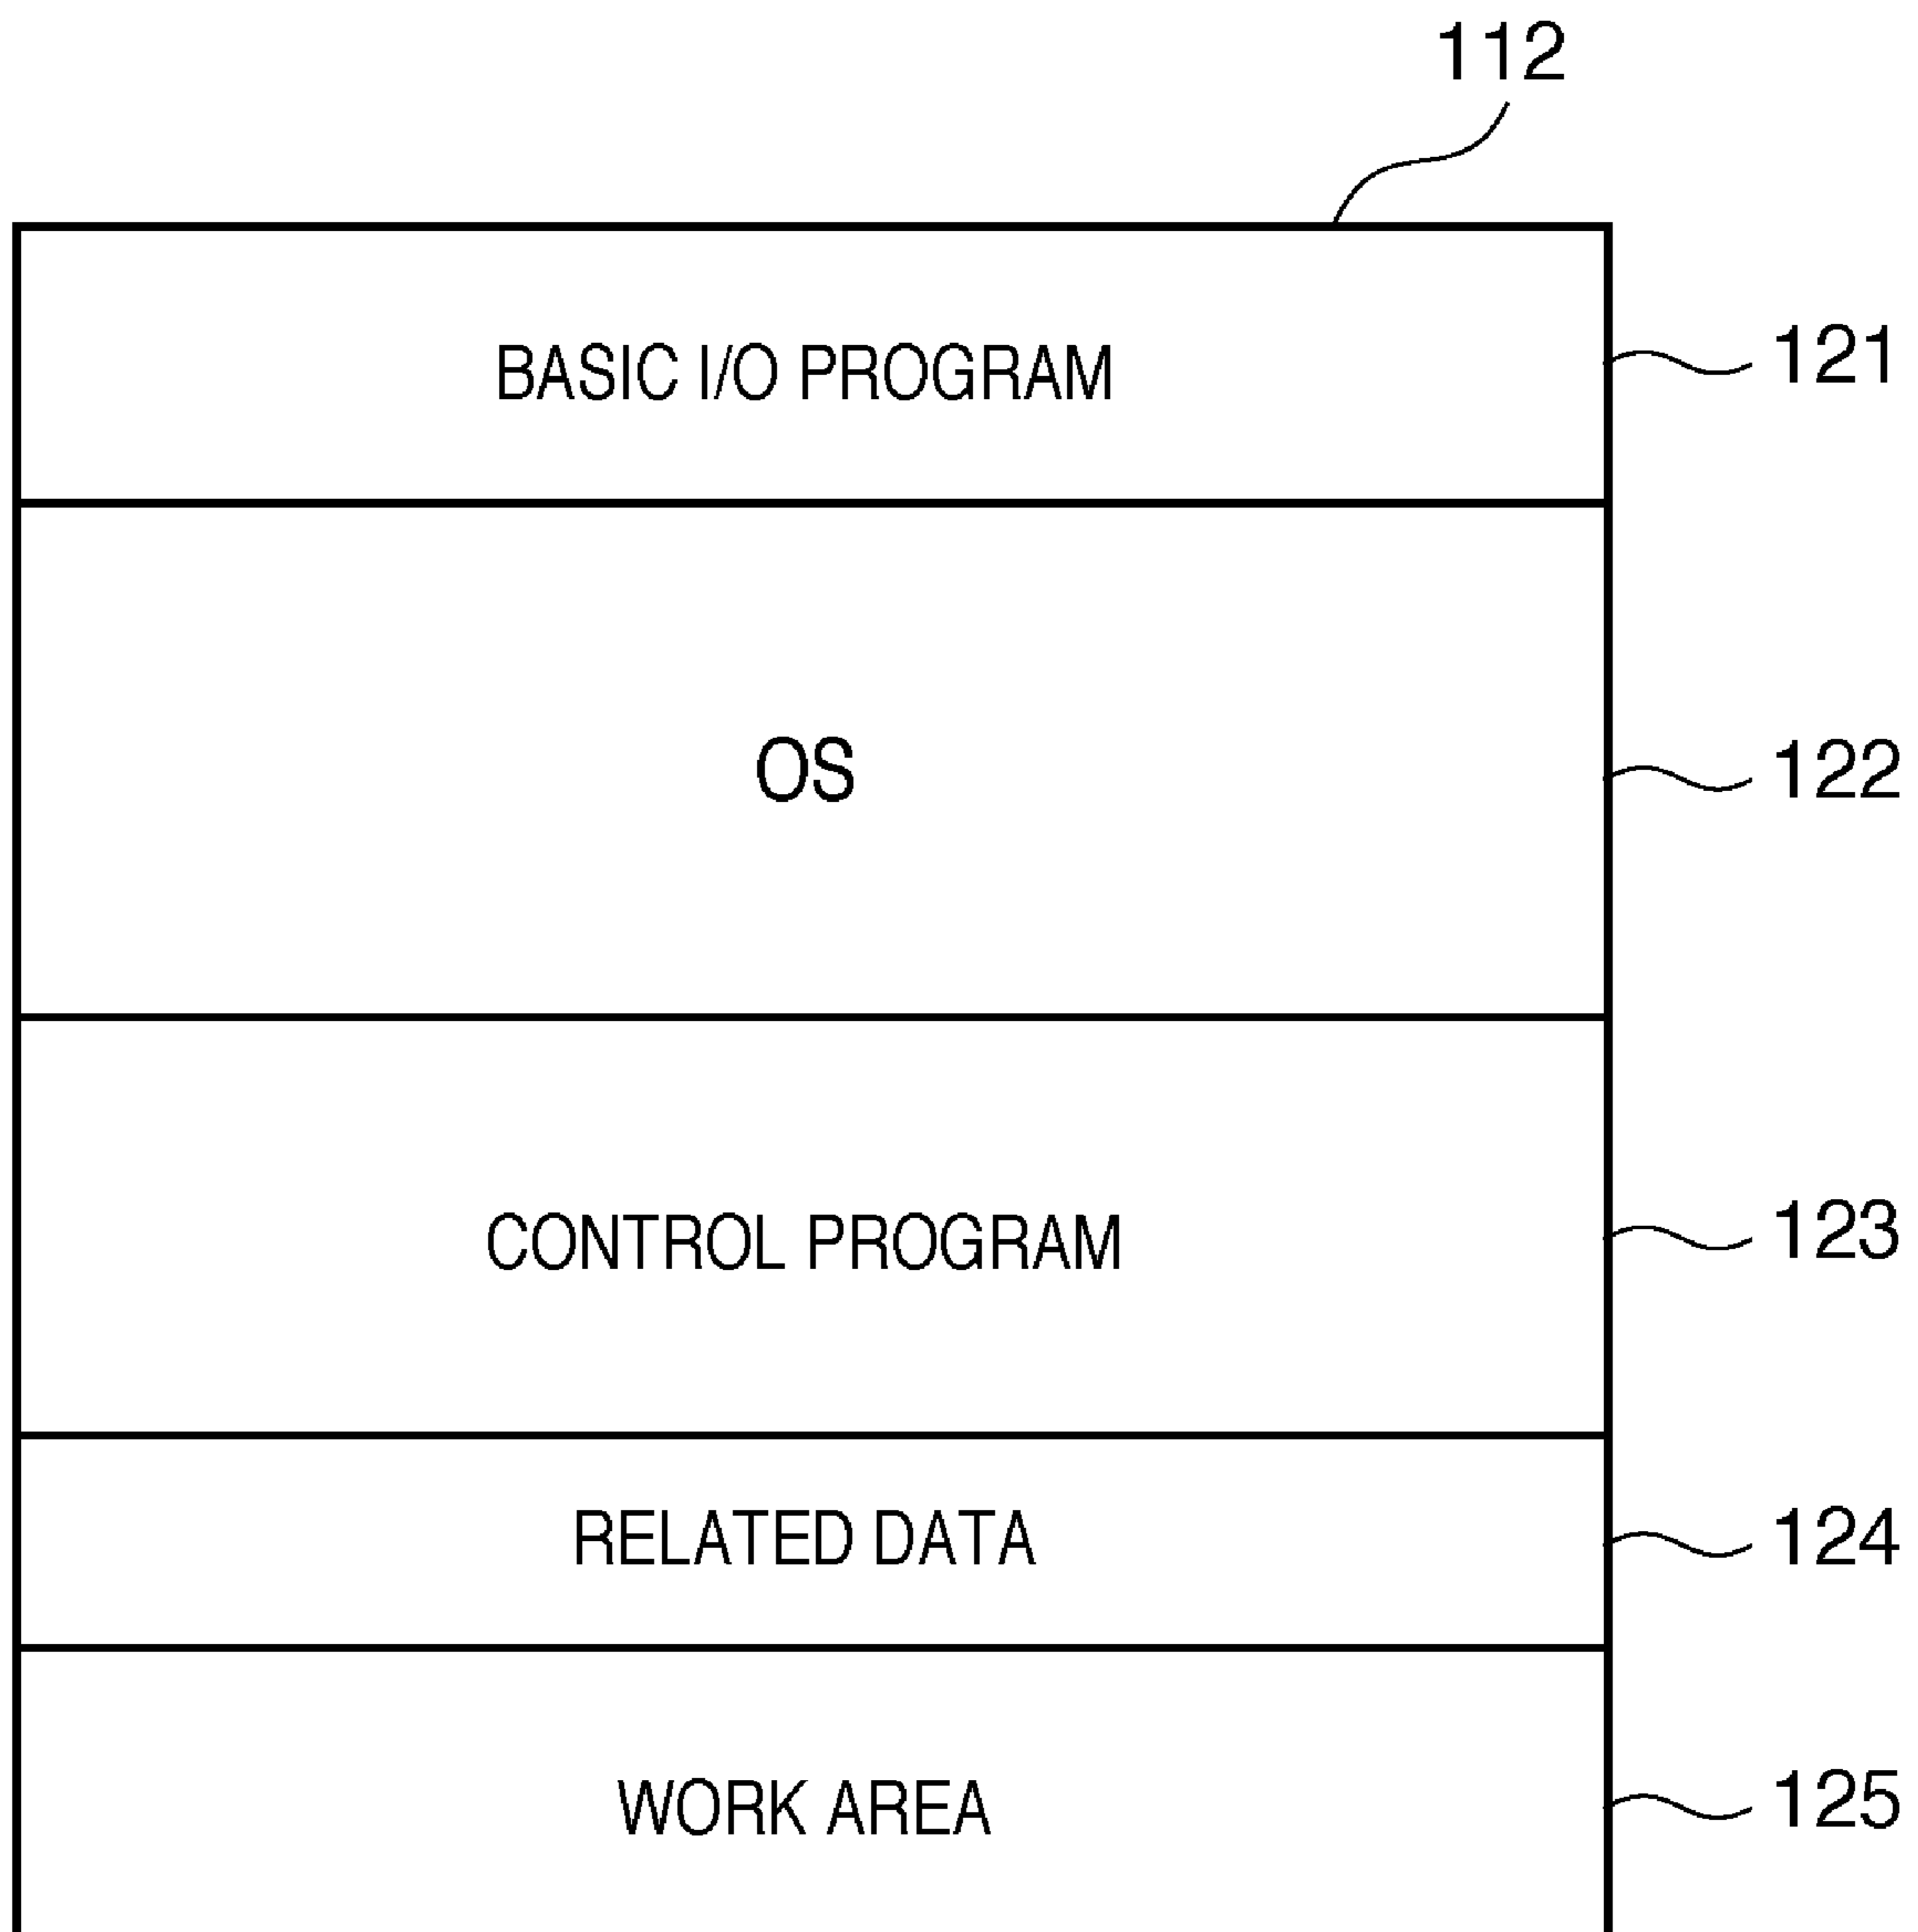 112
BASIC I/O PROGRAM 121
OS 122
CONTROL PROGRAM 123
RELATED DATA 124
WORK AREA 125